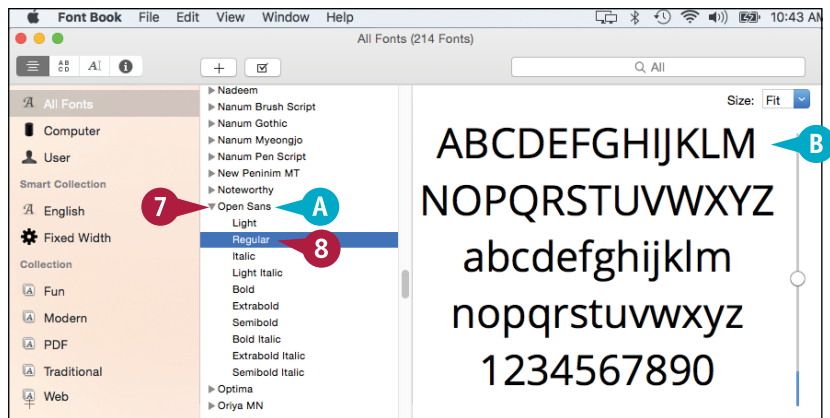 Font Book File Edit View Window Help 10:43 AM
All Fonts (214 Fonts)
All
All Fonts
Computer
User
Smart Collection
English
Fixed Width
Collection
Fun
Modern
PDF
Traditional
Web
Nadeem
Nanum Brush Script
Nanum Gothic
Nanum Myeongjo
Nanum Pen Script
New Peninim MT
Noteworthy
7 Open Sans A
Light
Regular 8
Italic
Light Italic
Bold
Extrabold
Semibold
Bold Italic
Extrabold Italic
Semibold Italic
Optima
Oriya MN
Size: Fit
ABCDEFGHIJKLM B
NOPQRSTUVWXYZ
abcdefghijklm
nopqrstuvwxyz
1234567890